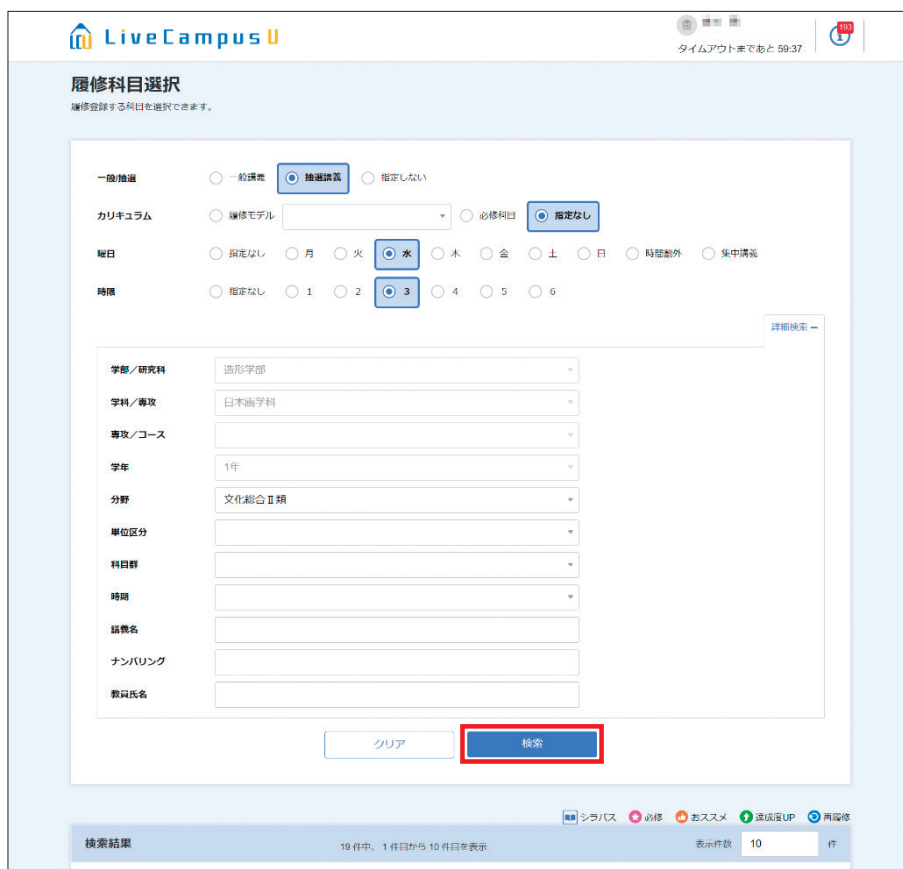 LiveCampusU
タイムアウトまであと 59:37
193
履修科目選択
履修登録する科目を選択できます。
一般/抽選 一般講義 抽選講義 指定しない
カリキュラム 履修モデル 必修科目 指定なし
曜日 指定なし 月 火 水 木 金 土 日 時間割外 集中講義
時限 指定なし 1 2 3 4 5 6
詳細検索 −
学部／研究科 造形学部
学科／専攻 日本画学科
専攻／コース
学年 1年
分野 文化総合Ⅱ類
単位区分
科目群
時期
講義名
ナンバリング
教員氏名
クリア 検索
シラバス 必修 おススメ 達成度UP 再履修
検索結果 19 件中、 1 件目から 10 件目を表示 表示件数 10 件